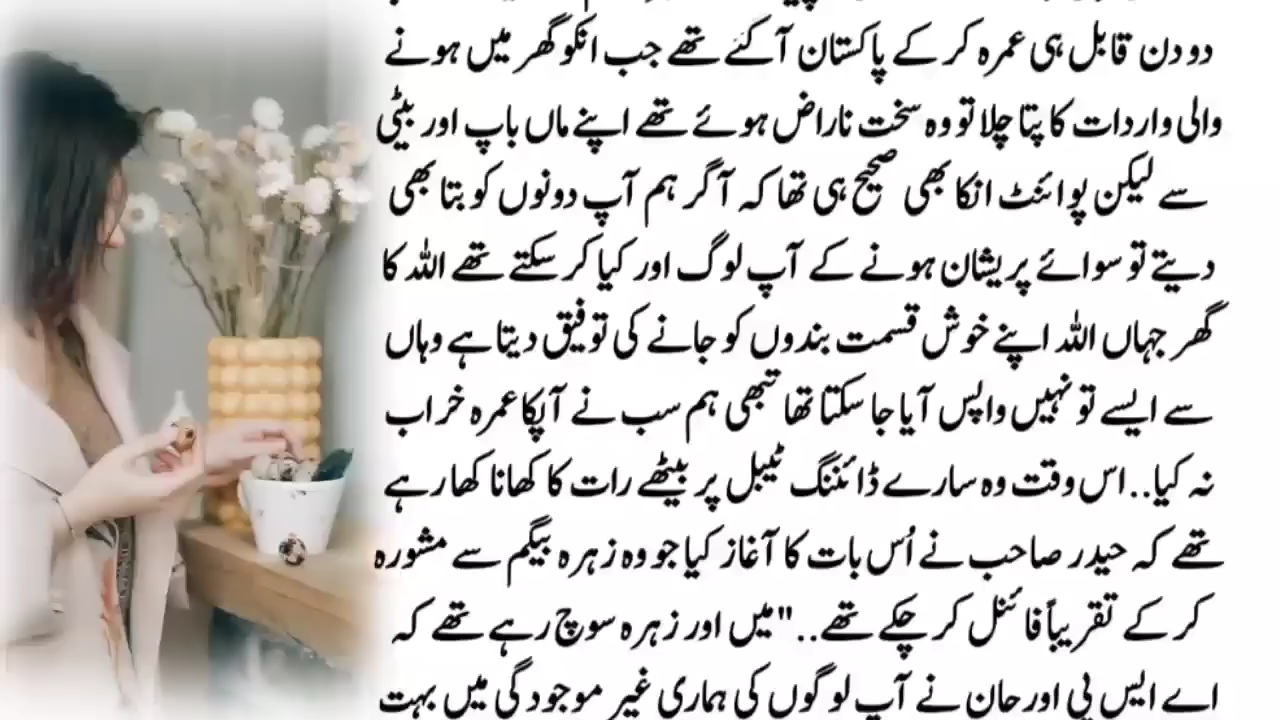 دو دن قابل ہی عمرہ کر کے پاکستان آ گئے تھے جب انکو گھر میں ہونے
والی واردات کا پتا چلا تو وہ سخت ناراض ہوئے تھے اپنے ماں باپ اور بیٹی
سے لیکن پوائنٹ انکا بھی صحیح ہی تھا کہ آگر ہم آپ دونوں کو بتا بھی
دیتے تو سوائے پریشان ہونے کے آپ لوگ اور کیا کر سکتے تھے اللہ کا
گھر جہاں اللہ اپنے خوش قسمت بندوں کو جانے کی توفیق دیتا ہے وہاں
سے ایسے تو نہیں واپس آیا جا سکتا تھا تبھی ہم سب نے آپکا عمرہ خراب
نہ کیا.. اس وقت وہ سارے ڈائننگ ٹیبل پر بیٹھے رات کا کھانا کھا رہے
تھے کہ حیدر صاحب نے اُس بات کا آغاز کیا جو وہ زہرہ بیگم سے مشورہ
کر کے تقریباً فائنل کر چکے تھے.. "میں اور زہرہ سوچ رہے تھے کہ
اے ایس پی اورحان نے آپ لوگوں کی ہماری غیر موجودگی میں بہت